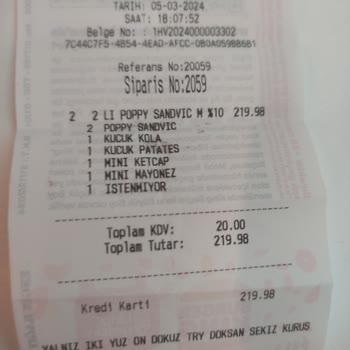 TARIH: 05-03-2024
SAAT: 18:07:52
Belge No: : 1HV2024000003302
7C44C7F5-4B54-4EAD-AFCC-0B0A05988681
Referans No:20059
Siparis No:2059
2 2 LI POPPY SANDVIC M %10 219.98
2 POPPY SANDVIC
1 KUCUK KOLA
1 KUCUK PATATES
1 MINI KETCAP
1 MINI MAYONEZ
1 ISTENMIYOR
Toplam KDV: 20.00
Toplam Tutar: 219.98
Kredi Karti 219.98
YALNIZ IKI YUZ ON DOKUZ TRY DOKSAN SEKIZ KURUS